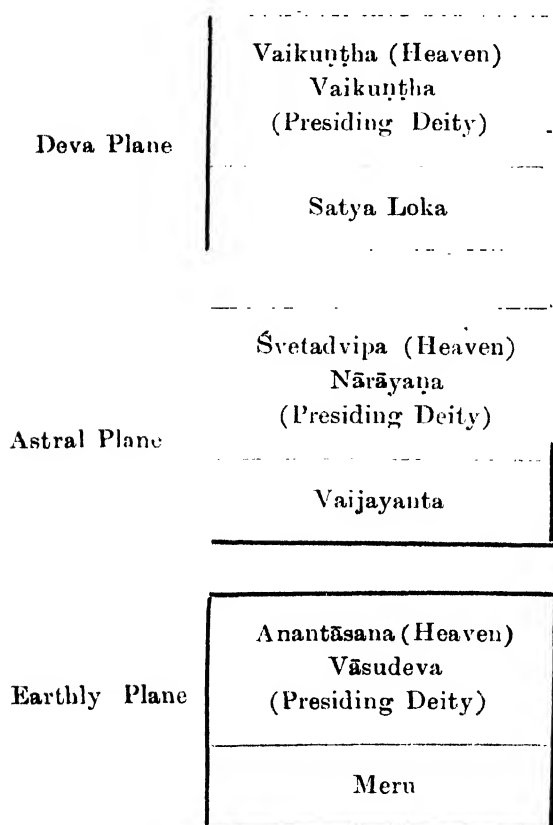 Vaikuṇṭha (Heaven)
Vaikuṇṭha
(Presiding Deity)
Deva Plane
Satya Loka
Śvetadvipa (Heaven)
Nārāyaṇa
(Presiding Deity)
Astral Plane
Vaijayanta
Anantāsana (Heaven)
Vāsudeva
(Presiding Deity)
Earthly Plane
Meru